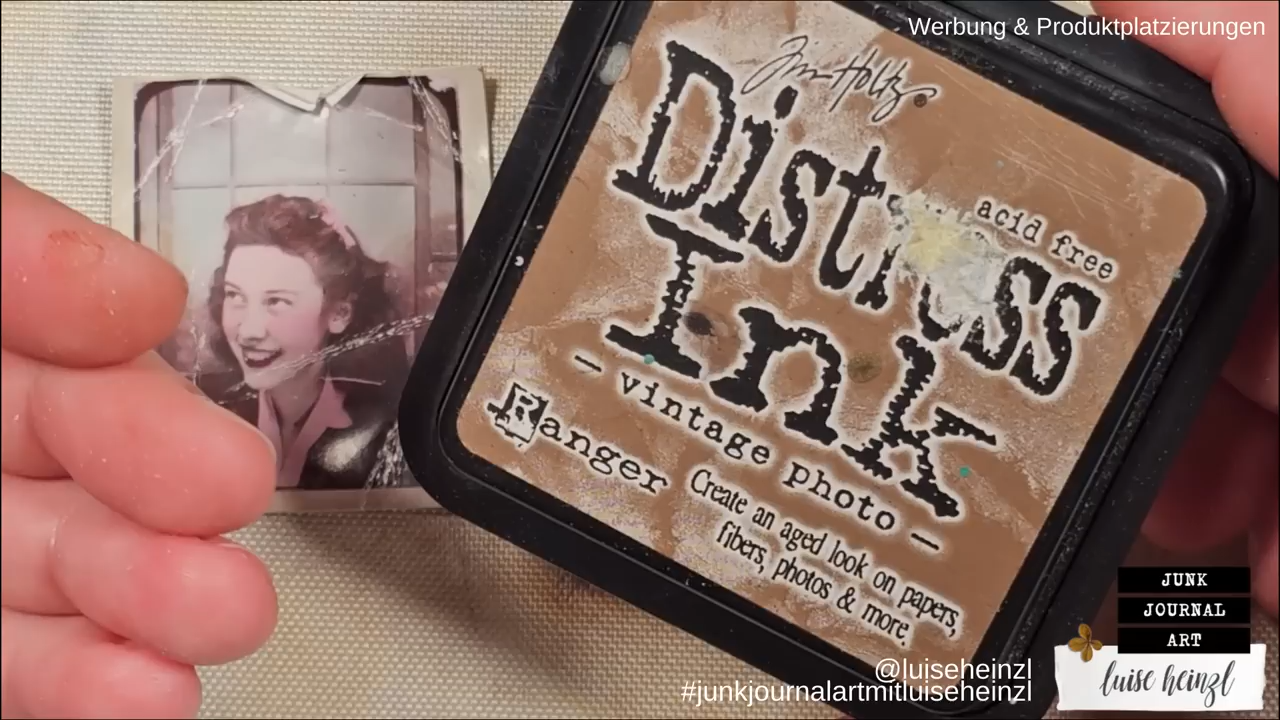 Werbung & Produktplatzierungen
Tim Holtz®
Distress
acid free
Ink
— vintage photo —
Ranger
Create an aged look on papers,
fibers, photos & more.
JUNK
JOURNAL
ART
luise heinzl
@luiseheinzl
#junkjournalartmitluiseheinzl